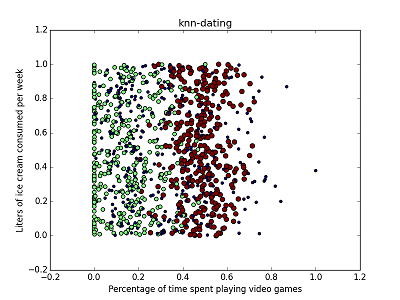 knn-dating
1.2
1.0
0.8
0.6
0.4
0.2
0.0
−0.2
Liters of ice cream consumed per week
−0.2 0.0 0.2 0.4 0.6 0.8 1.0 1.2
Percentage of time spent playing video games